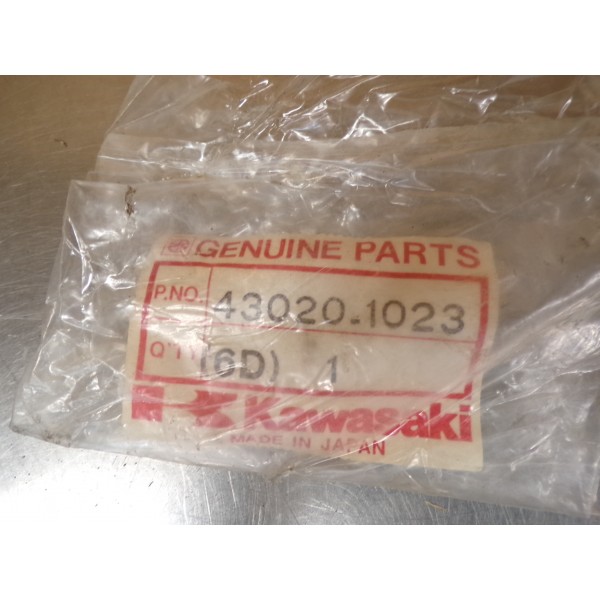 GENUINE PARTS
P.NO. 43020-1023
Q'TY (6D) 1
Kawasaki
MADE IN JAPAN